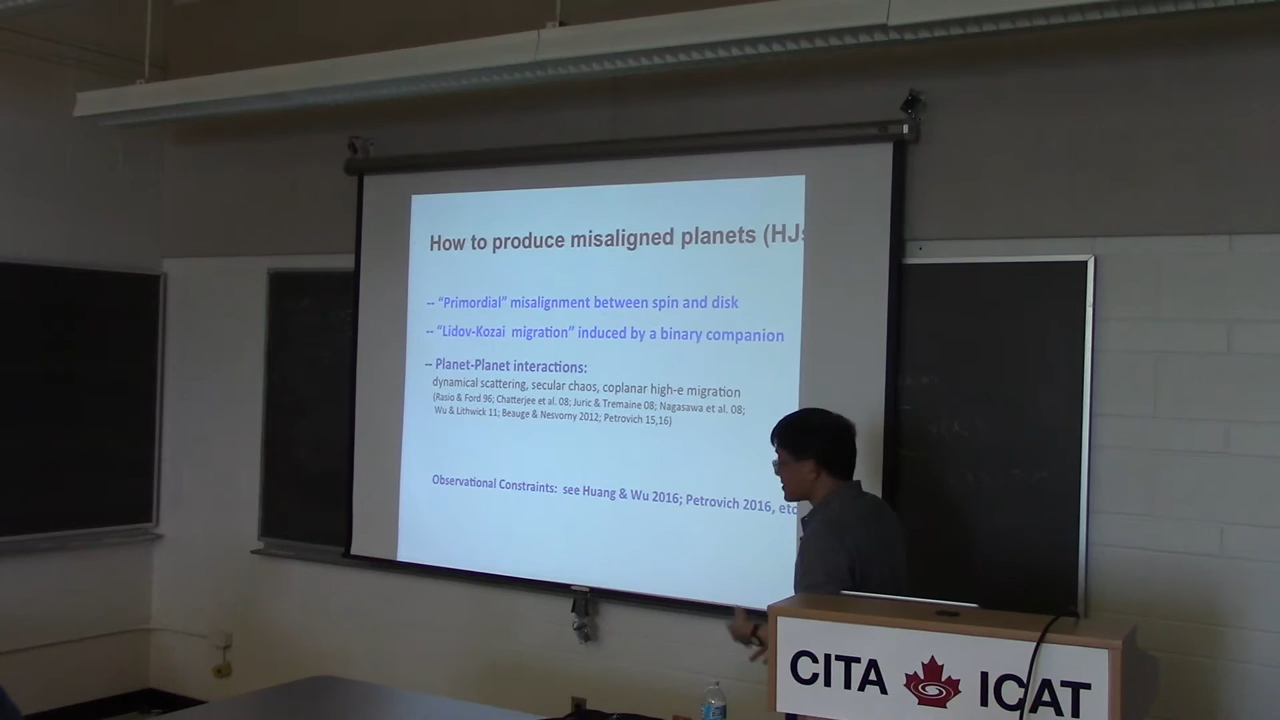 How to produce misaligned planets (HJs
-- “Primordial” misalignment between spin and disk
-- “Lidov-Kozai migration” induced by a binary companion
-- Planet-Planet interactions:
dynamical scattering, secular chaos, coplanar high-e migration
(Rasio & Ford 96; Chatterjee et al. 08; Juric & Tremaine 08; Nagasawa et al. 08;
Wu & Lithwick 11; Beauge & Nesvorny 2012; Petrovich 15,16)
Observational Constraints: see Huang & Wu 2016; Petrovich 2016, etc
CITA ICAT